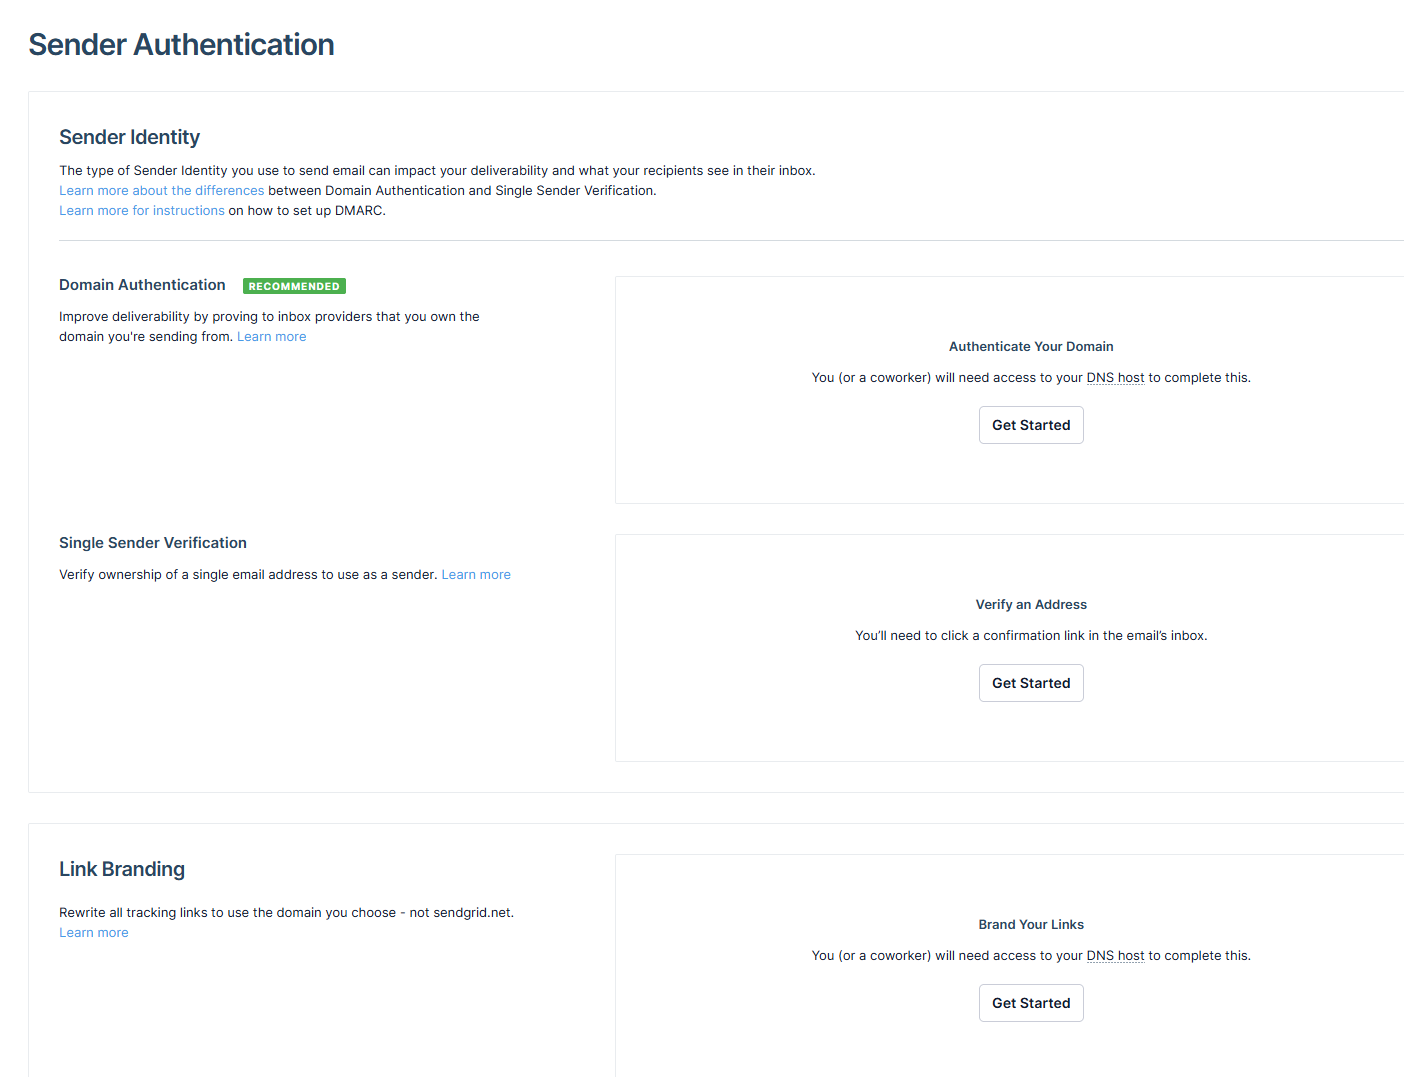 Sender Authentication
Sender Identity
The type of Sender Identity you use to send email can impact your deliverability and what your recipients see in their inbox.
Learn more about the differences between Domain Authentication and Single Sender Verification.
Learn more for instructions on how to set up DMARC.
Domain Authentication RECOMMENDED
Improve deliverability by proving to inbox providers that you own the
domain you're sending from. Learn more
Authenticate Your Domain
You (or a coworker) will need access to your DNS host to complete this.
Get Started
Single Sender Verification
Verify ownership of a single email address to use as a sender. Learn more
Verify an Address
You’ll need to click a confirmation link in the email’s inbox.
Get Started
Link Branding
Rewrite all tracking links to use the domain you choose - not sendgrid.net.
Learn more
Brand Your Links
You (or a coworker) will need access to your DNS host to complete this.
Get Started